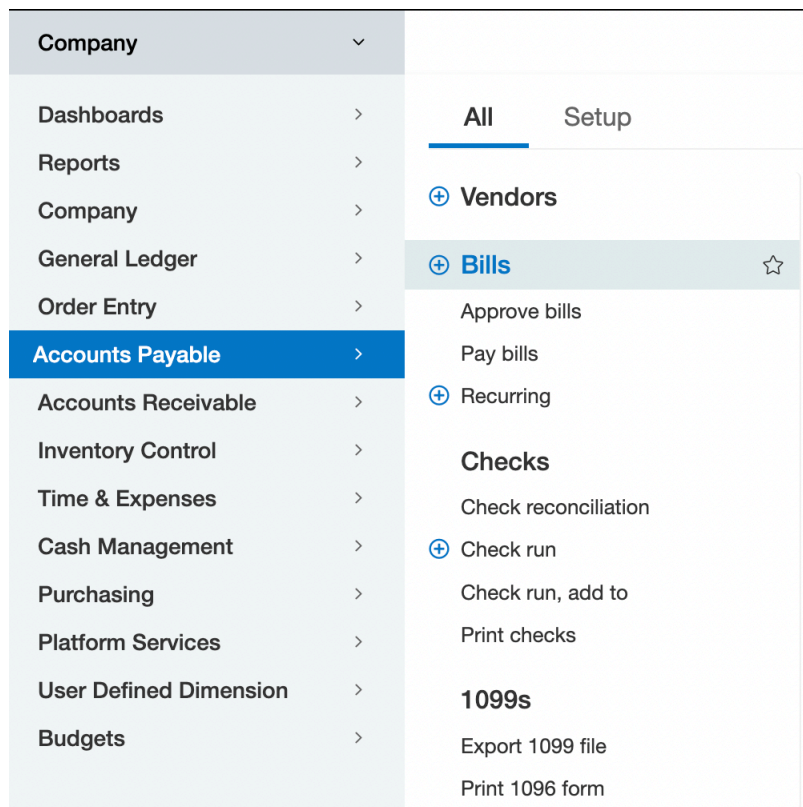 Company
Dashboards
Reports
Company
General Ledger
Order Entry
Accounts Payable
Accounts Receivable
Inventory Control
Time & Expenses
Cash Management
Purchasing
Platform Services
User Defined Dimension
Budgets
All Setup
Vendors
Bills
Approve bills
Pay bills
Recurring
Checks
Check reconciliation
Check run
Check run, add to
Print checks
1099s
Export 1099 file
Print 1096 form